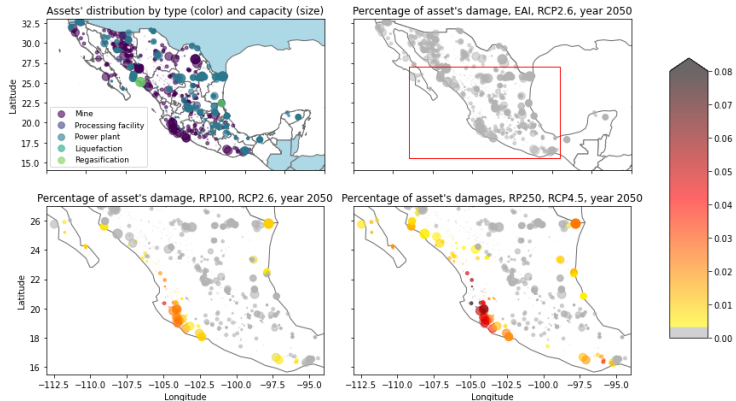 Assets' distribution by type (color) and capacity (size)
Percentage of asset's damage, EAI, RCP2.6, year 2050
32.5
30.0
27.5
25.0
22.5
20.0
17.5
15.0
Latitude
Mine
Processing facility
Power plant
Liquefaction
Regasification
0.08
0.07
0.06
0.05
0.04
0.03
0.02
0.01
0.00
Percentage of asset's damage, RP100, RCP2.6, year 2050
Percentage of asset's damages, RP250, RCP4.5, year 2050
26
24
22
20
18
16
Latitude
−112.5 −110.0 −107.5 −105.0 −102.5 −100.0 −97.5 −95.0
Longitude
−112.5 −110.0 −107.5 −105.0 −102.5 −100.0 −97.5 −95.0
Longitude